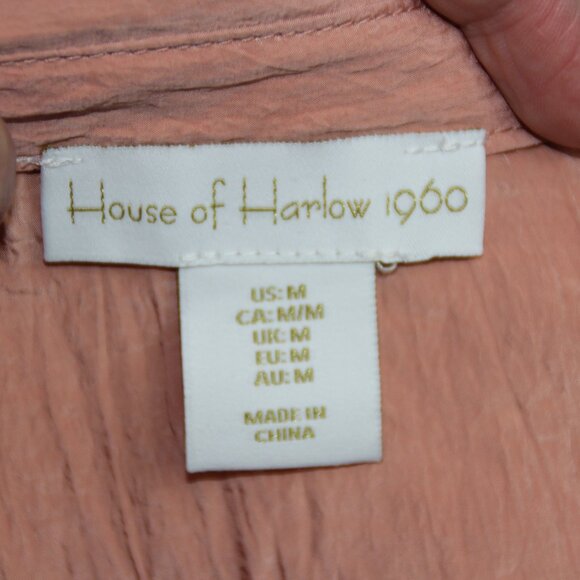 House of Harlow 1960
US: M
CA: M/M
UK: M
EU: M
AU: M
MADE IN
CHINA